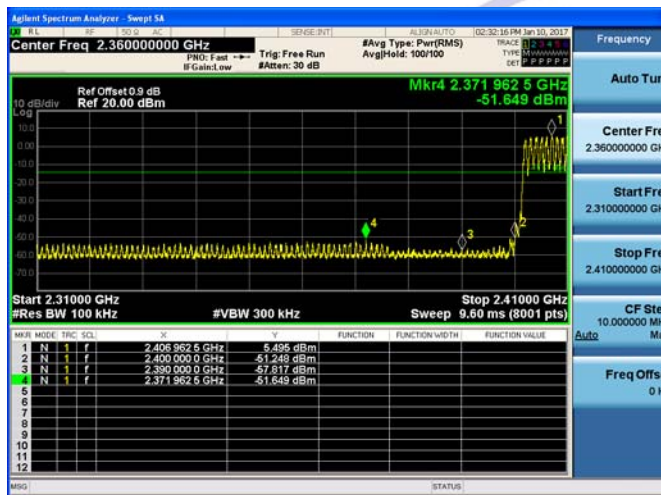 Agilent Spectrum Analyzer - Swept SA
RL RF 50 Ω AC SENSE:INT ALIGNAUTO 02:32:16 PM Jan 10, 2017
Center Freq 2.360000000 GHz
PNO: Fast
IFGain:Low
Trig: Free Run
#Atten: 30 dB
#Avg Type: Pwr(RMS)
Avg|Hold: 100/100
TRACE 1 2 3 4 5 6
TYPE M
DET P P P P P P
Frequency
Ref Offset 0.9 dB
10 dB/div Ref 20.00 dBm
Log
Mkr4 2.371 962 5 GHz
-51.649 dBm
10.0
0.00
-10.0
-20.0
-30.0
-40.0
-50.0
-60.0
-70.0
1
2
3
4
Start 2.31000 GHz
#Res BW 100 kHz
#VBW 300 kHz
Stop 2.41000 GHz
Sweep 9.60 ms (8001 pts)
MKR MODE TRC SCL X Y FUNCTION FUNCTION WIDTH FUNCTION VALUE
1 N 1 f 2.406 962 5 GHz 5.495 dBm
2 N 1 f 2.400 000 0 GHz -51.248 dBm
3 N 1 f 2.390 000 0 GHz -57.817 dBm
4 N 1 f 2.371 962 5 GHz -51.649 dBm
5
6
7
8
9
10
11
12
Auto Tun
Center Fre
2.360000000 GH
Start Fre
2.310000000 GH
Stop Fre
2.410000000 GH
CF Ste
10.000000 MH
Auto Ma
Freq Offs
0 H
MSG STATUS